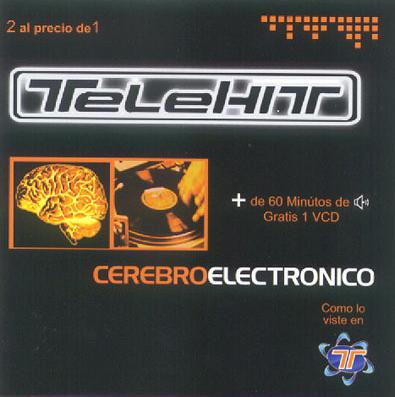 2 al precio de1
TELEHIT
+ de 60 Minútos de
Gratis 1 VCD
CEREBROELECTRONICO
Como lo
viste en